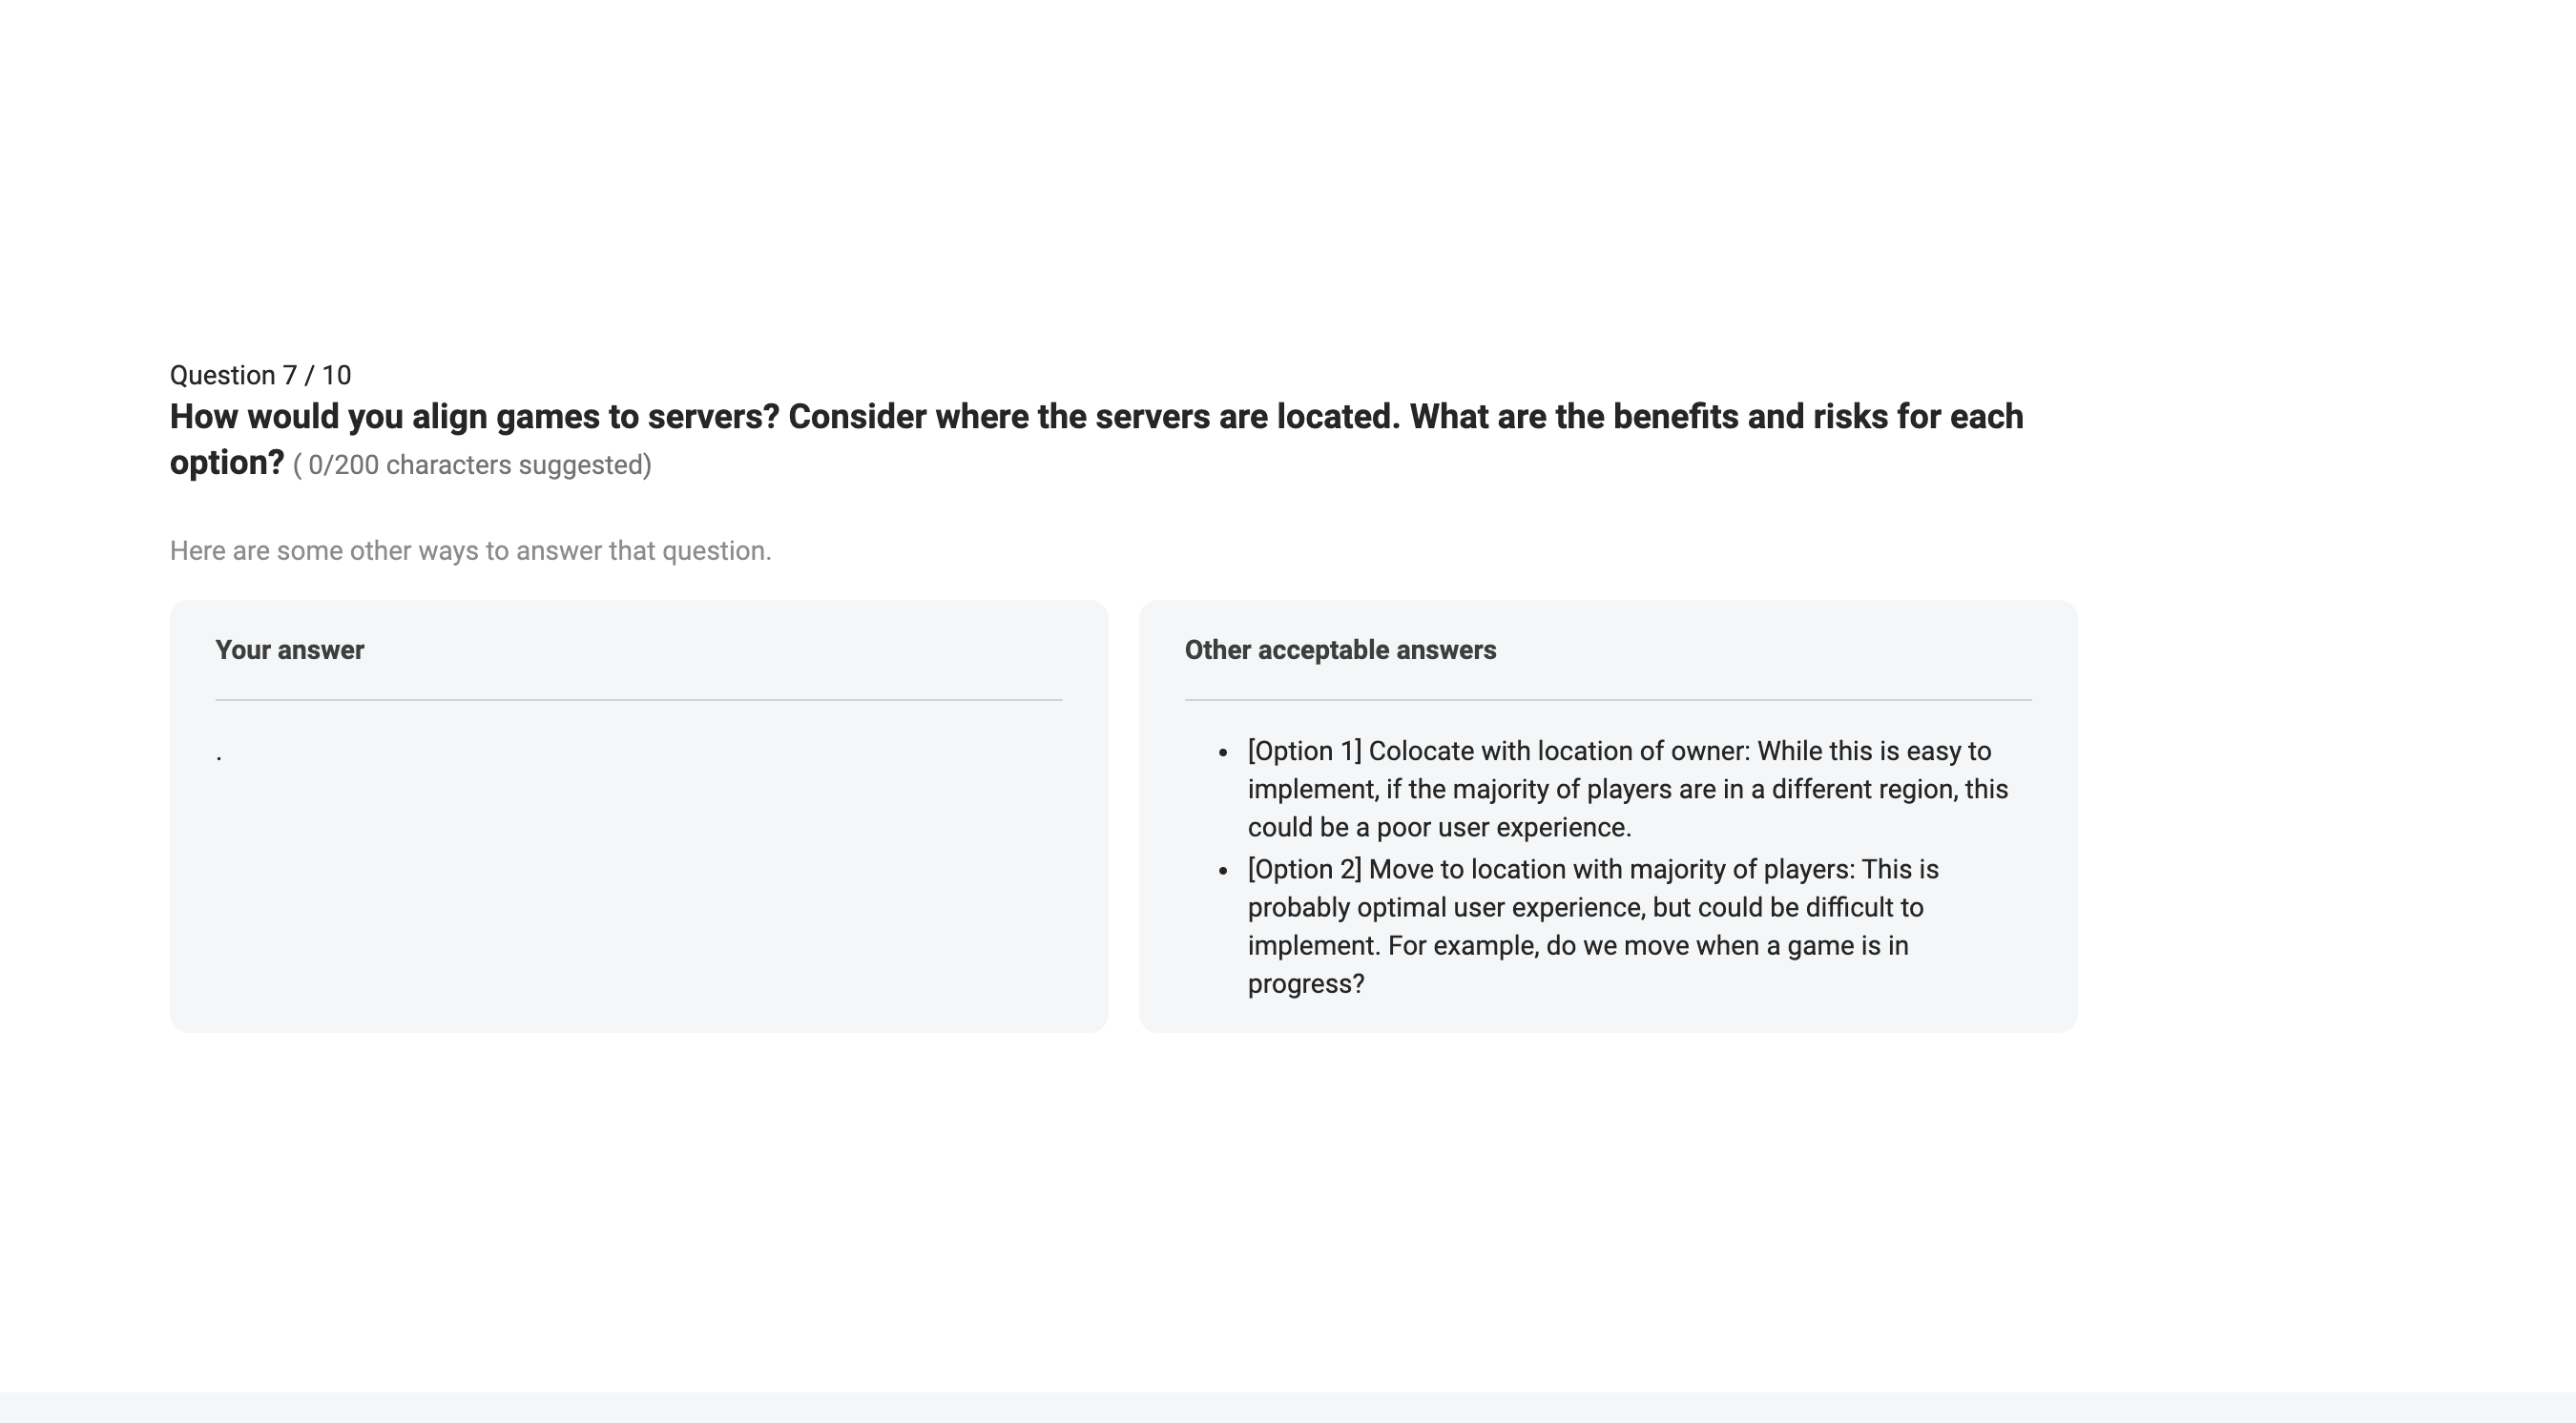 Question 7 / 10
How would you align games to servers? Consider where the servers are located. What are the benefits and risks for each
option? ( 0/200 characters suggested)
Here are some other ways to answer that question.
Your answer
.
Other acceptable answers
• [Option 1] Colocate with location of owner: While this is easy to
implement, if the majority of players are in a different region, this
could be a poor user experience.
• [Option 2] Move to location with majority of players: This is
probably optimal user experience, but could be difficult to
implement. For example, do we move when a game is in
progress?